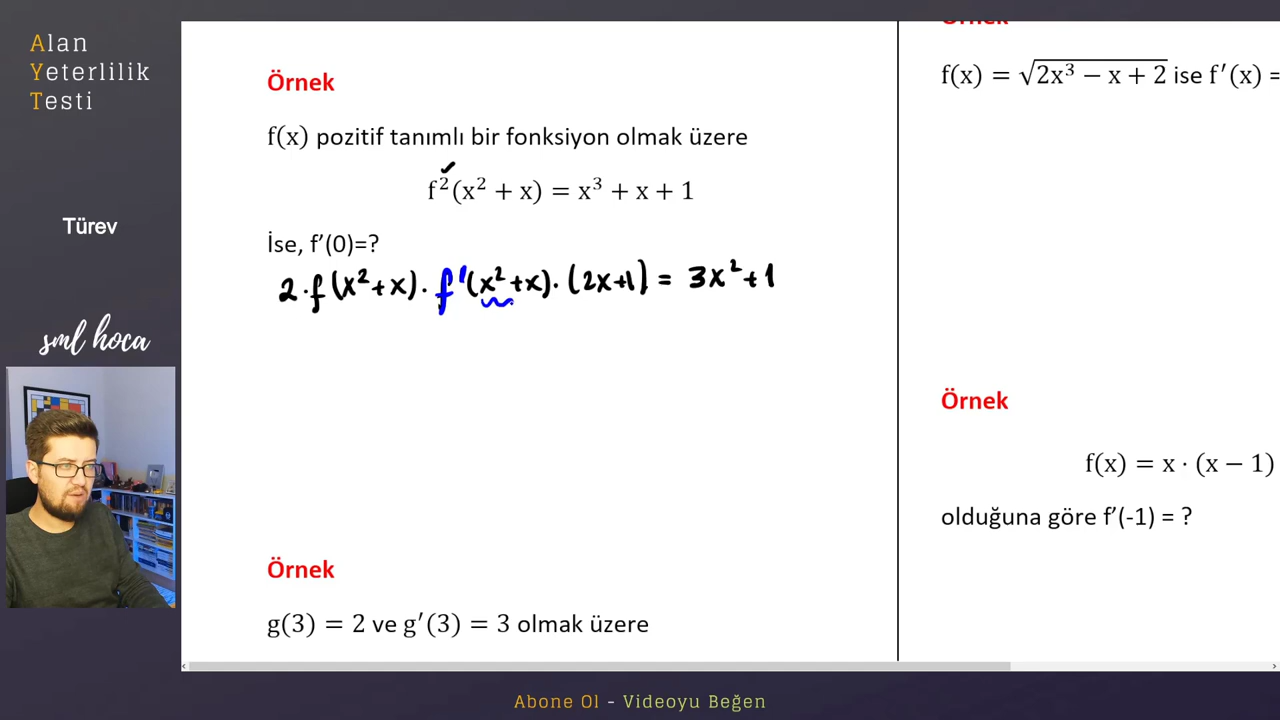 Alan
Yeterlilik
Testi
Türev
sml hoca
Örnek
f(x) pozitif tanımlı bir fonksiyon olmak üzere
f²(x² + x) = x³ + x + 1
İse, f'(0)=?
2·f(x²+x)·f'(x²+x)·(2x+1) = 3x²+1
Örnek
g(3) = 2 ve g′(3) = 3 olmak üzere
Örnek
f(x) = √(2x³ − x + 2) ise f′(x) =
Örnek
f(x) = x · (x − 1)
olduğuna göre f'(-1) = ?
Abone Ol - Videoyu Beğen